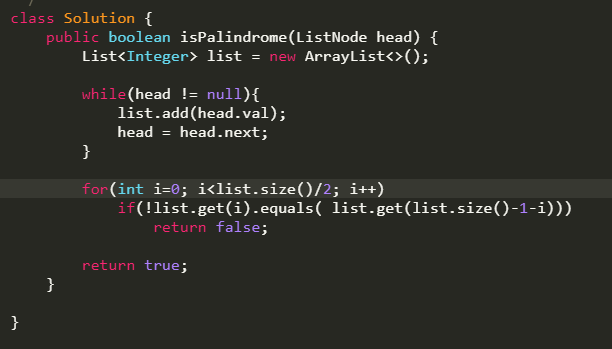 class Solution {
    public boolean isPalindrome(ListNode head) {
        List<Integer> list = new ArrayList<>();

        while(head != null){
            list.add(head.val);
            head = head.next;
        }

        for(int i=0; i<list.size()/2; i++)
            if(!list.get(i).equals( list.get(list.size()-1-i)))
                return false;

        return true;
    }

}